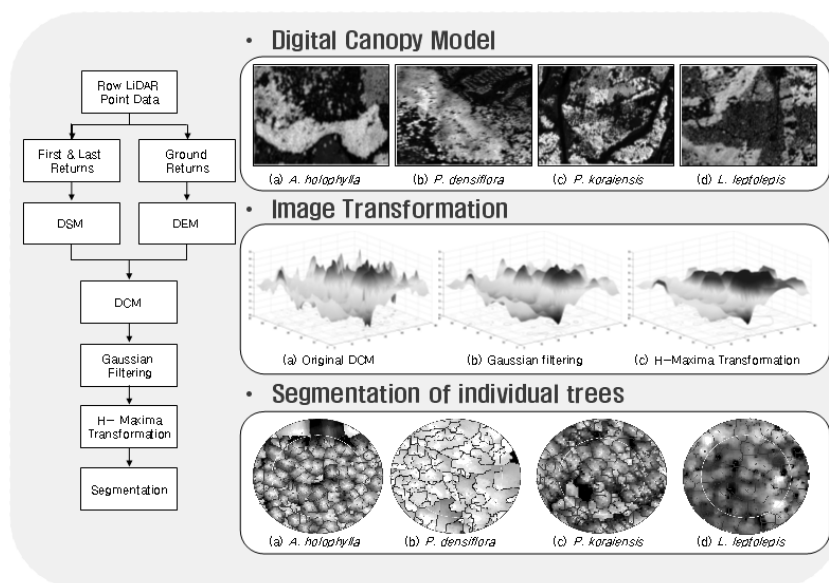 Row LiDAR
Point Data
First & Last
Returns
Ground
Returns
DSM
DEM
DCM
Gaussian
Filtering
H- Maxima
Transformation
Segmentation
• Digital Canopy Model
(a) A. holophylla
(b) P. densiflora
(c) P. koraiensis
(d) L. leptolepis
• Image Transformation
(a) Original DCM
(b) Gaussian filtering
(c) H-Maxima Transformation
• Segmentation of individual trees
(a) A. holophylla
(b) P. densiflora
(c) P. koraiensis
(d) L. leptolepis